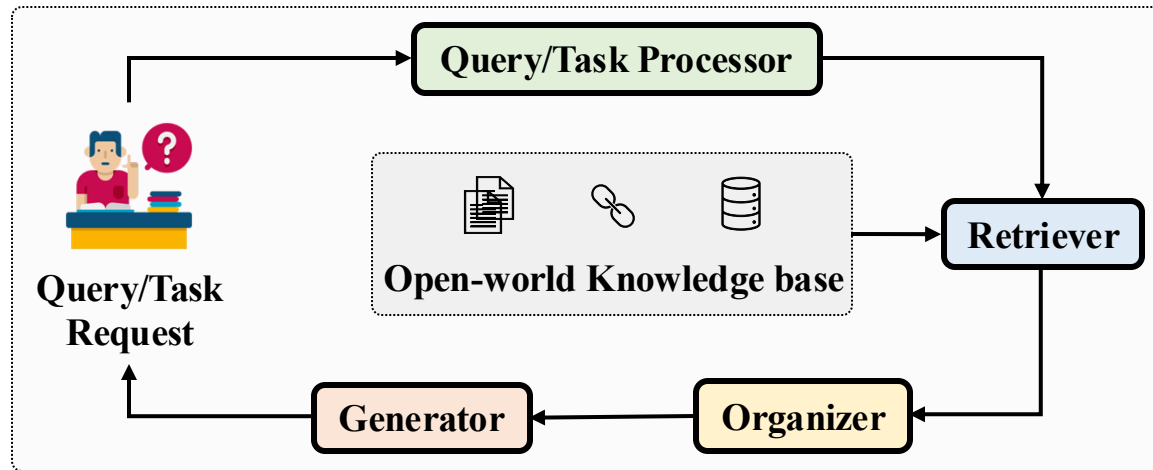 Query/Task Processor
?
Query/Task
Request
Open-world Knowledge base
Retriever
Generator
Organizer